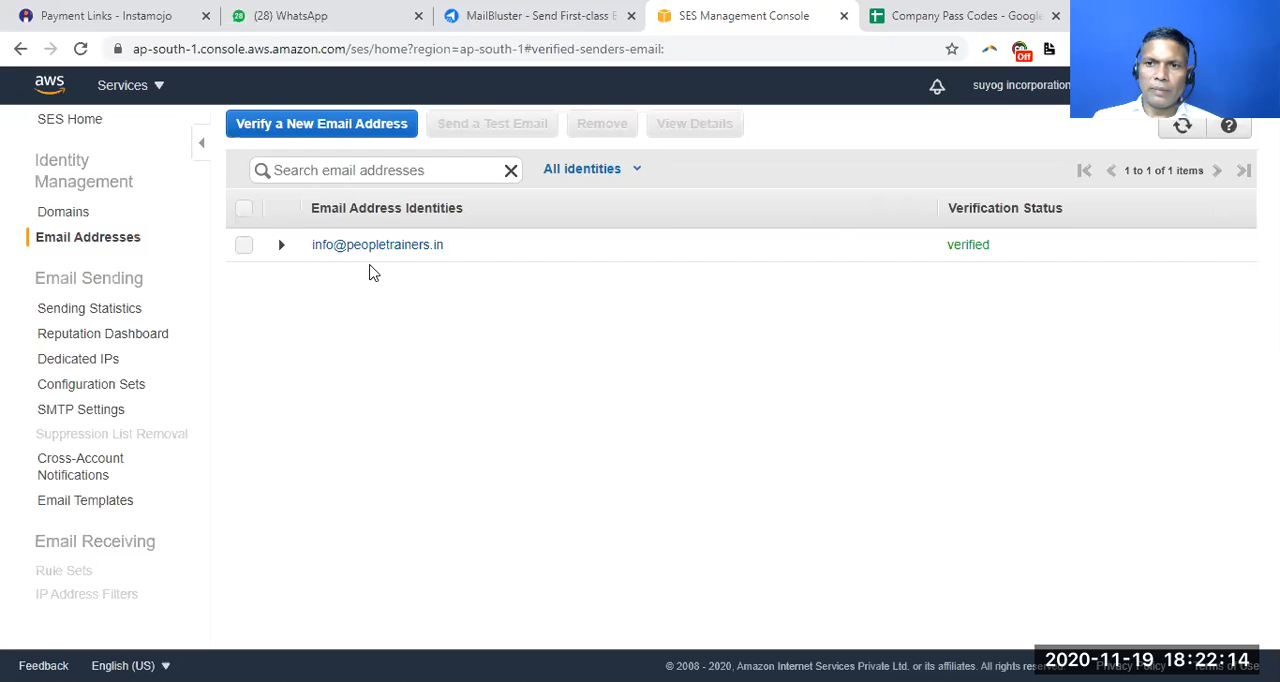 Payment Links - Instamojo
(28) WhatsApp
MailBluster - Send First-class E
SES Management Console
Company Pass Codes - Google
ap-south-1.console.aws.amazon.com/ses/home?region=ap-south-1#verified-senders-email:
Off
aws
Services
suyog incorporation
SES Home
Verify a New Email Address
Send a Test Email
Remove
View Details
Identity
Management
Search email addresses
All identities
1 to 1 of 1 items
Domains
Email Address Identities
Verification Status
Email Addresses
info@peopletrainers.in
verified
Email Sending
Sending Statistics
Reputation Dashboard
Dedicated IPs
Configuration Sets
SMTP Settings
Suppression List Removal
Cross-Account
Notifications
Email Templates
Email Receiving
Rule Sets
IP Address Filters
Feedback
English (US)
© 2008 - 2020, Amazon Internet Services Private Ltd. or its affiliates. All rights reserved.
Privacy Policy
Terms of Use
2020-11-19 18:22:14